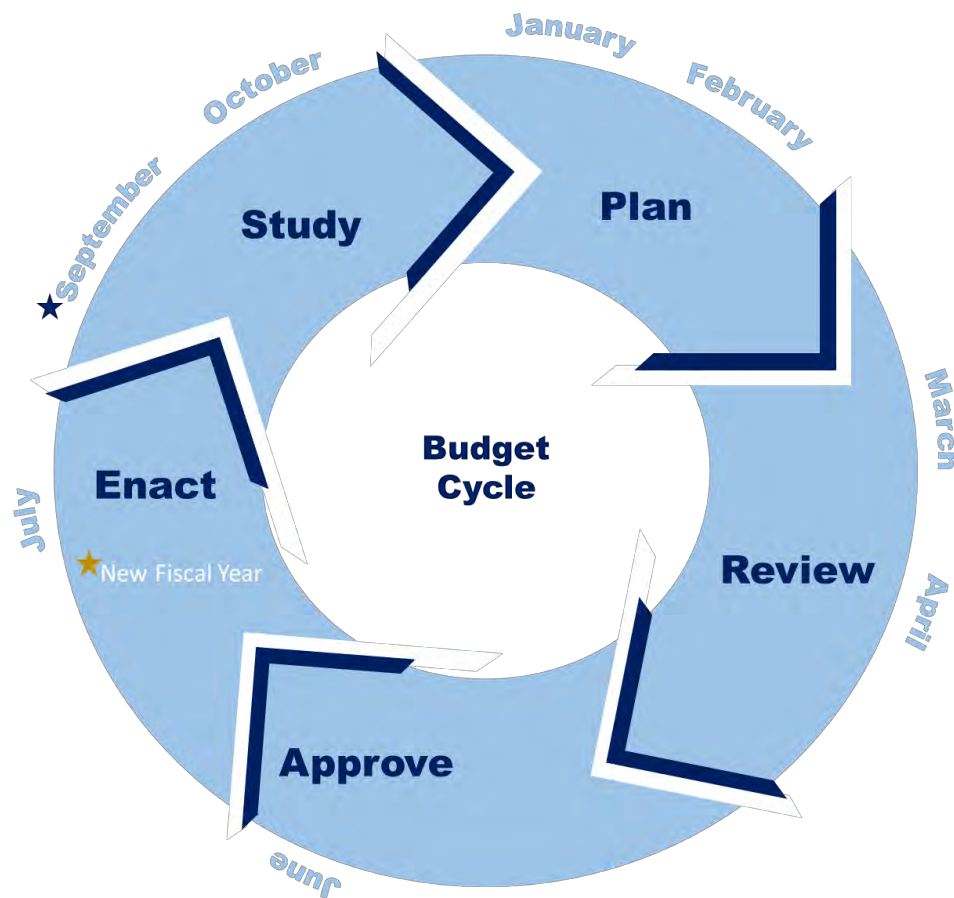 January
February
October
September
Study
Plan
March
Budget
Cycle
Enact
July
New Fiscal Year
Review
April
Approve
June